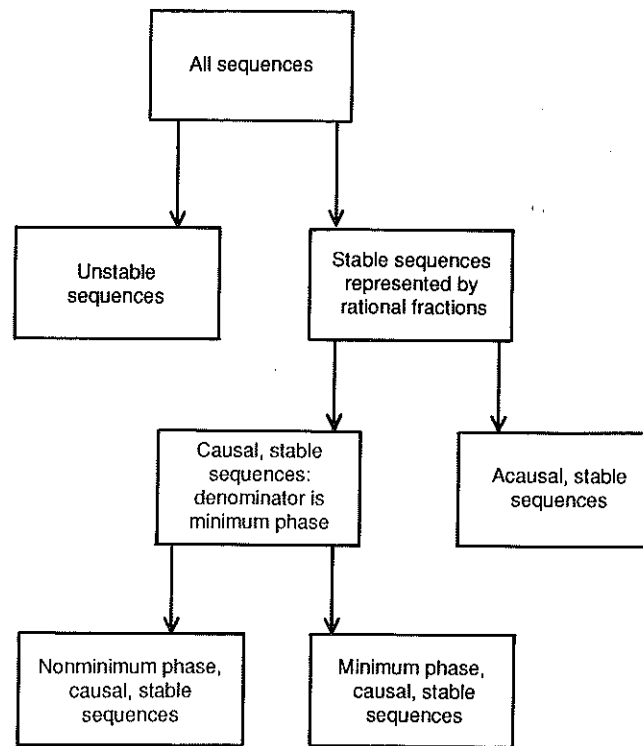 All sequences
Unstable
sequences
Stable sequences
represented by
rational fractions
Causal, stable
sequences:
denominator is
minimum phase
Acausal, stable
sequences
Nonminimum phase,
causal, stable
sequences
Minimum phase,
causal, stable
sequences